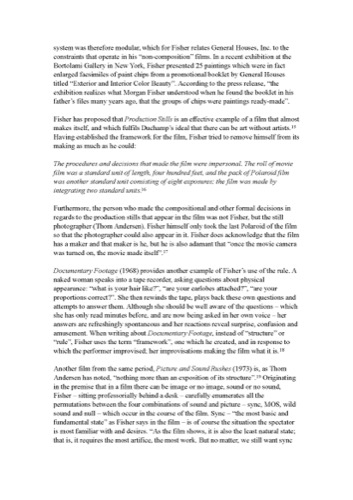 system was therefore modular, which for Fisher relates General Houses, Inc. to the
constraints that operate in his "non-composition" films. In a recent exhibition at the
Bortolami Gallery in New York, Fisher presented 25 paintings which were in fact
enlarged facsimiles of paint chips from a promotional booklet by General Houses
titled "Exterior and Interior Color Beauty". According to the press release, "the
exhibition realizes what Morgan Fisher understood when he found the booklet in his
father's files many years ago, that the groups of chips were paintings ready-made".
Fisher has proposed that Production Stills is an effective example of a film that almost
makes itself, and which fulfils Duchamp's ideal that there can be art without artists.¹⁵
Having established the framework for the film, Fisher tried to remove himself from its
making as much as he could:
The procedures and decisions that made the film were impersonal. The roll of movie
film was a standard unit of length, four hundred feet, and the pack of Polaroid film
was another standard unit consisting of eight exposures; the film was made by
integrating two standard units.¹⁶
Furthermore, the person who made the compositional and other formal decisions in
regards to the production stills that appear in the film was not Fisher, but the still
photographer (Thom Andersen). Fisher himself only took the last Polaroid of the film
so that the photographer could also appear in it. Fisher does acknowledge that the film
has a maker and that maker is he, but he is also adamant that "once the movie camera
was turned on, the movie made itself".¹⁷
Documentary Footage (1968) provides another example of Fisher's use of the rule. A
naked woman speaks into a tape recorder, asking questions about physical
appearance: "what is your hair like?", "are your earlobes attached?", "are your
proportions correct?". She then rewinds the tape, plays back these own questions and
attempts to answer them. Although she should be well aware of the questions – which
she has only read minutes before, and are now being asked in her own voice – her
answers are refreshingly spontaneous and her reactions reveal surprise, confusion and
amusement. When writing about Documentary Footage, instead of "structure" or
"rule", Fisher uses the term "framework", one which he created, and in response to
which the performer improvised, her improvisations making the film what it is.¹⁸
Another film from the same period, Picture and Sound Rushes (1973) is, as Thom
Andersen has noted, "nothing more than an exposition of its structure".¹⁹ Originating
in the premise that in a film there can be image or no image, sound or no sound,
Fisher – sitting professorially behind a desk – carefully enumerates all the
permutations between the four combinations of sound and picture – sync, MOS, wild
sound and null – which occur in the course of the film. Sync – "the most basic and
fundamental state" as Fisher says in the film – is of course the situation the spectator
is most familiar with and desires. "As the film shows, it is also the least natural state;
that is, it requires the most artifice, the most work. But no matter, we still want sync